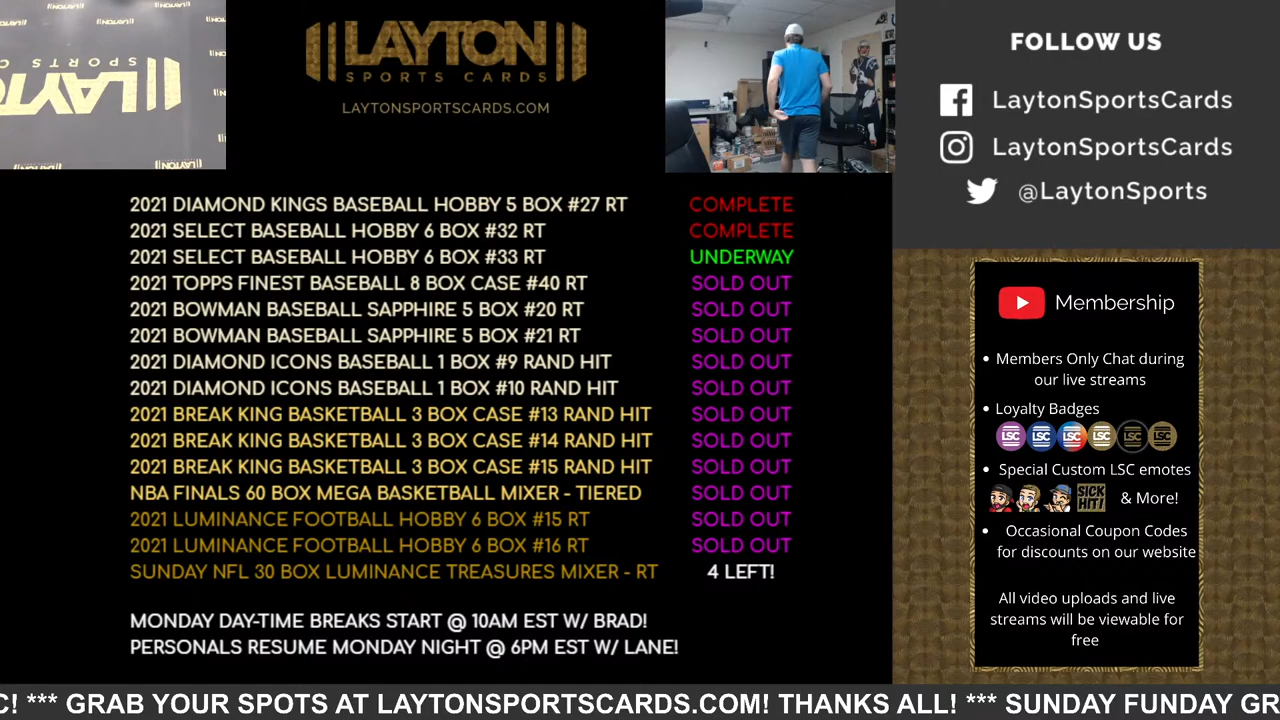 LAYTON
SPORTS CARDS
LAYTONSPORTSCARDS.COM
2021 DIAMOND KINGS BASEBALL HOBBY 5 BOX #27 RT COMPLETE
2021 SELECT BASEBALL HOBBY 6 BOX #32 RT COMPLETE
2021 SELECT BASEBALL HOBBY 6 BOX #33 RT UNDERWAY
2021 TOPPS FINEST BASEBALL 8 BOX CASE #40 RT SOLD OUT
2021 BOWMAN BASEBALL SAPPHIRE 5 BOX #20 RT SOLD OUT
2021 BOWMAN BASEBALL SAPPHIRE 5 BOX #21 RT SOLD OUT
2021 DIAMOND ICONS BASEBALL 1 BOX #9 RAND HIT SOLD OUT
2021 DIAMOND ICONS BASEBALL 1 BOX #10 RAND HIT SOLD OUT
2021 BREAK KING BASKETBALL 3 BOX CASE #13 RAND HIT SOLD OUT
2021 BREAK KING BASKETBALL 3 BOX CASE #14 RAND HIT SOLD OUT
2021 BREAK KING BASKETBALL 3 BOX CASE #15 RAND HIT SOLD OUT
NBA FINALS 60 BOX MEGA BASKETBALL MIXER - TIERED SOLD OUT
2021 LUMINANCE FOOTBALL HOBBY 6 BOX #15 RT SOLD OUT
2021 LUMINANCE FOOTBALL HOBBY 6 BOX #16 RT SOLD OUT
SUNDAY NFL 30 BOX LUMINANCE TREASURES MIXER - RT 4 LEFT!
MONDAY DAY-TIME BREAKS START @ 10AM EST W/ BRAD!
PERSONALS RESUME MONDAY NIGHT @ 6PM EST W/ LANE!
FOLLOW US
LaytonSportsCards
LaytonSportsCards
@LaytonSports
Membership
• Members Only Chat during
our live streams
• Loyalty Badges
LSC LSC LSC LSC LSC LSC
• Special Custom LSC emotes
SICK HIT! & More!
• Occasional Coupon Codes
for discounts on our website
All video uploads and live
streams will be viewable for
free
C! *** GRAB YOUR SPOTS AT LAYTONSPORTSCARDS.COM! THANKS ALL! *** SUNDAY FUNDAY GR